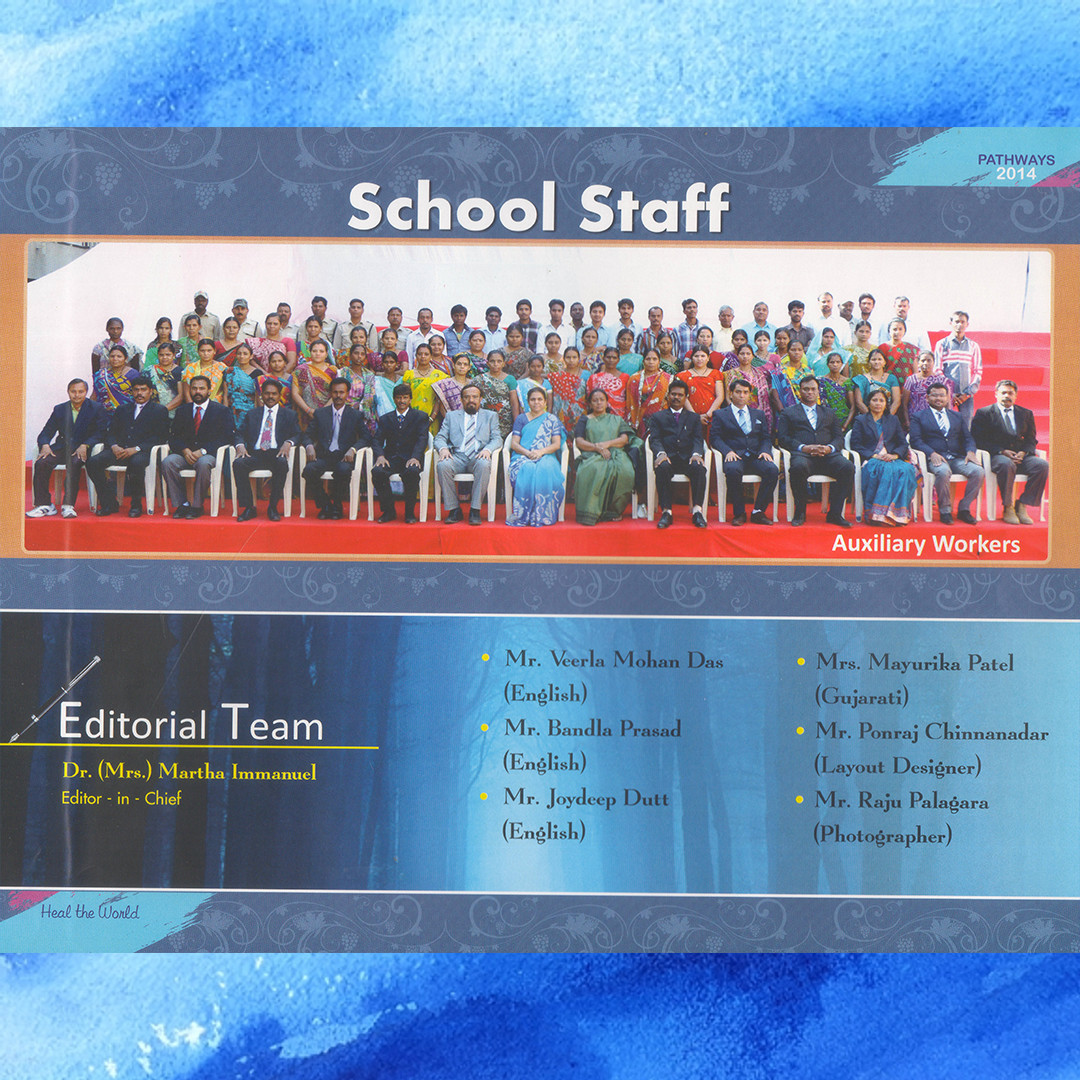 PATHWAYS
2014
School Staff
Auxiliary Workers
Editorial Team
Dr. (Mrs.) Martha Immanuel
Editor - in - Chief
• Mr. Veerla Mohan Das
(English)
• Mr. Bandla Prasad
(English)
• Mr. Joydeep Dutt
(English)
• Mrs. Mayurika Patel
(Gujarati)
• Mr. Ponraj Chinnanadar
(Layout Designer)
• Mr. Raju Palagara
(Photographer)
Heal the World